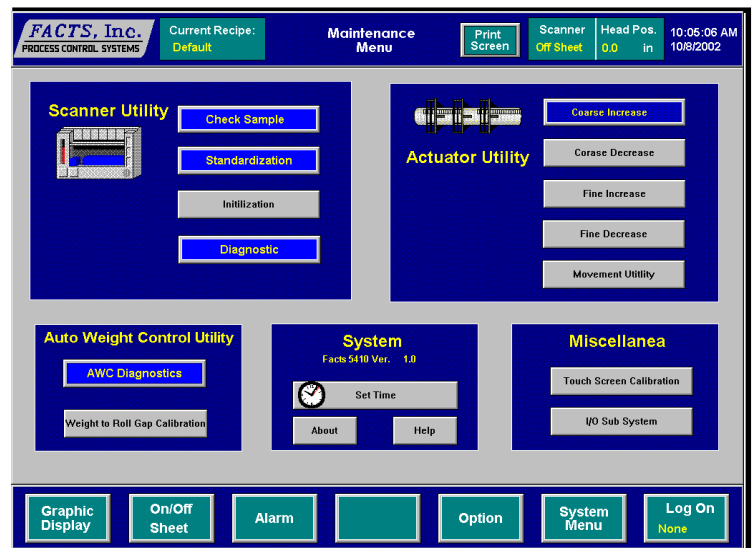 FACTS, Inc.
PROCESS CONTROL SYSTEMS
Current Recipe:
Default
Maintenance
Menu
Print
Screen
Scanner
Off Sheet
Head Pos.
0.0 in
10:05:06 AM
10/8/2002
Scanner Utility
Check Sample
Standardization
Initilization
Diagnostic
Actuator Utility
Coarse Increase
Corase Decrease
Fine Increase
Fine Decrease
Movement Utitlity
Auto Weight Control Utility
AWC Diagnostics
Weight to Roll Gap Calibration
System
Facts 5410 Ver. 1.0
Set Time
About
Help
Miscellanea
Touch Screen Calibration
I/O Sub System
Graphic
Display
On/Off
Sheet
Alarm
Option
System
Menu
Log On
None